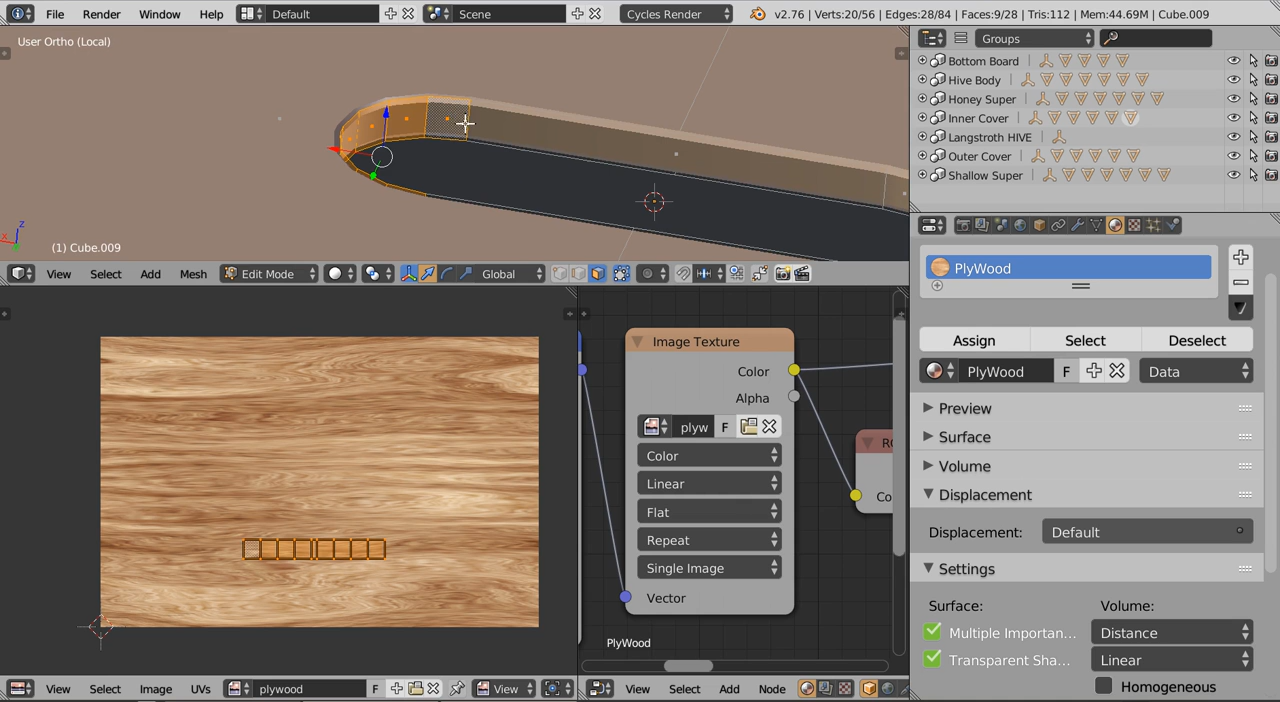 File Render Window Help Default Scene Cycles Render v2.76 | Verts:20/56 | Edges:28/84 | Faces:9/28 | Tris:112 | Mem:44.69M | Cube.009
User Ortho (Local)
z
x
(1) Cube.009
View Select Add Mesh Edit Mode Global
Groups
Bottom Board
Hive Body
Honey Super
Inner Cover
Langstroth HIVE
Outer Cover
Shallow Super
PlyWood
Assign Select Deselect
PlyWood F Data
Preview
Surface
Volume
Displacement
Displacement: Default
Settings
Surface: Volume:
Multiple Importan... Distance
Transparent Sha... Linear
Homogeneous
Image Texture
Color
Alpha
plyw F
Color
Linear
Flat
Repeat
Single Image
Vector
Co
PlyWood
View Select Image UVs plywood F View
View Select Add Node